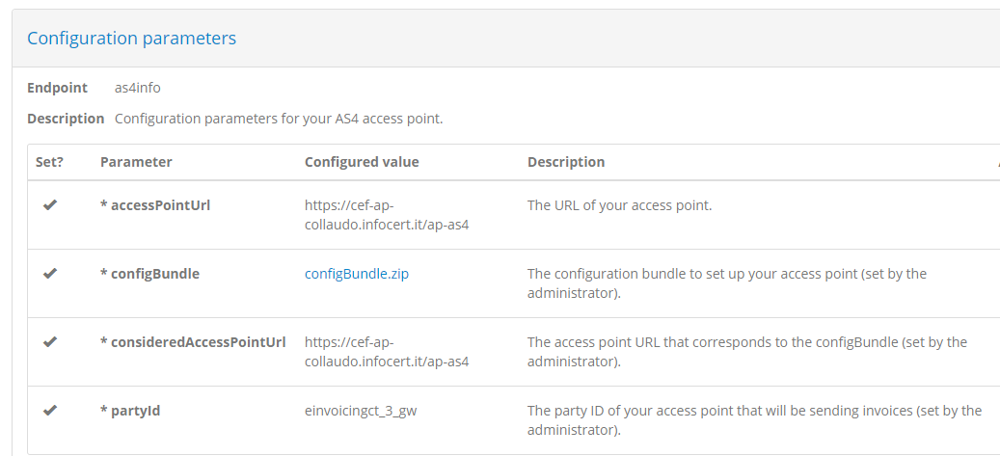 Configuration parameters
Endpoint as4info
Description Configuration parameters for your AS4 access point.
Set? Parameter Configured value Description
* accessPointUrl https://cef-ap-collaudo.infocert.it/ap-as4 The URL of your access point.
* configBundle configBundle.zip The configuration bundle to set up your access point (set by the administrator).
* consideredAccessPointUrl https://cef-ap-collaudo.infocert.it/ap-as4 The access point URL that corresponds to the configBundle (set by the administrator).
* partyId einvoicingct_3_gw The party ID of your access point that will be sending invoices (set by the administrator).